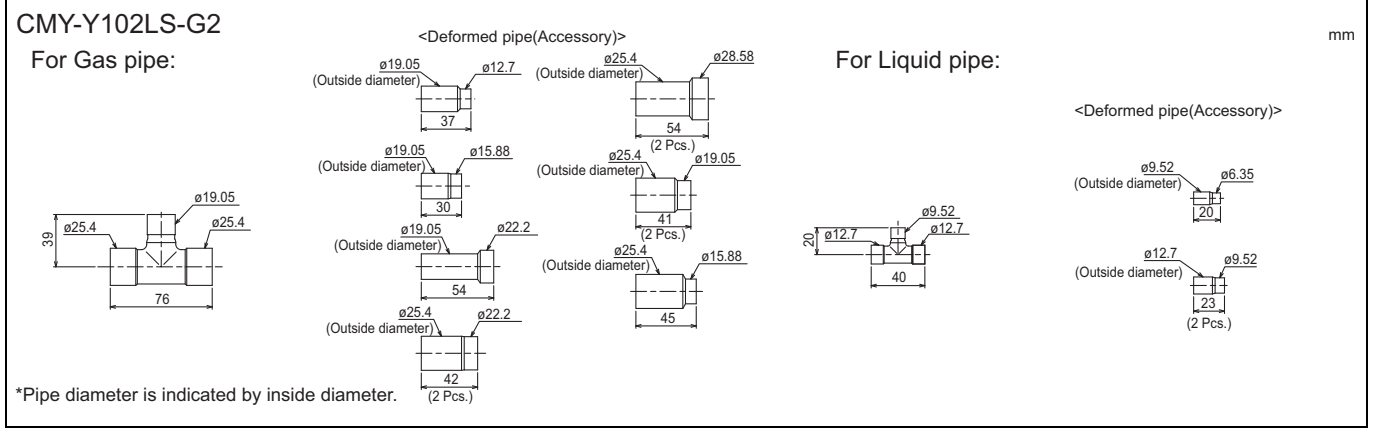 CMY-Y102LS-G2
mm
For Gas pipe:
ø19.05
ø25.4
ø25.4
39
76
<Deformed pipe(Accessory)>
ø19.05
(Outside diameter)
ø12.7
37
ø19.05
(Outside diameter)
ø15.88
30
ø19.05
(Outside diameter)
ø22.2
54
ø25.4
(Outside diameter)
ø22.2
42
(2 Pcs.)
ø25.4
(Outside diameter)
ø28.58
54
(2 Pcs.)
ø25.4
(Outside diameter)
ø19.05
41
(2 Pcs.)
ø25.4
(Outside diameter)
ø15.88
45
For Liquid pipe:
ø9.52
ø12.7
ø12.7
20
40
<Deformed pipe(Accessory)>
ø9.52
(Outside diameter)
ø6.35
20
ø12.7
(Outside diameter)
ø9.52
23
(2 Pcs.)
*Pipe diameter is indicated by inside diameter.